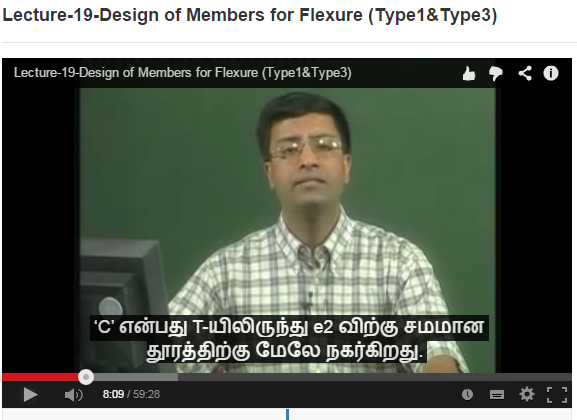 Lecture-19-Design of Members for Flexure (Type1&Type3)
Lecture-19-Design of Members for Flexure (Type1&Type3)
‘C’ என்பது T-யிலிருந்து e2 விற்கு சமமான
தூரத்திற்கு மேலே நகர்கிறது.
8:09 / 59:28